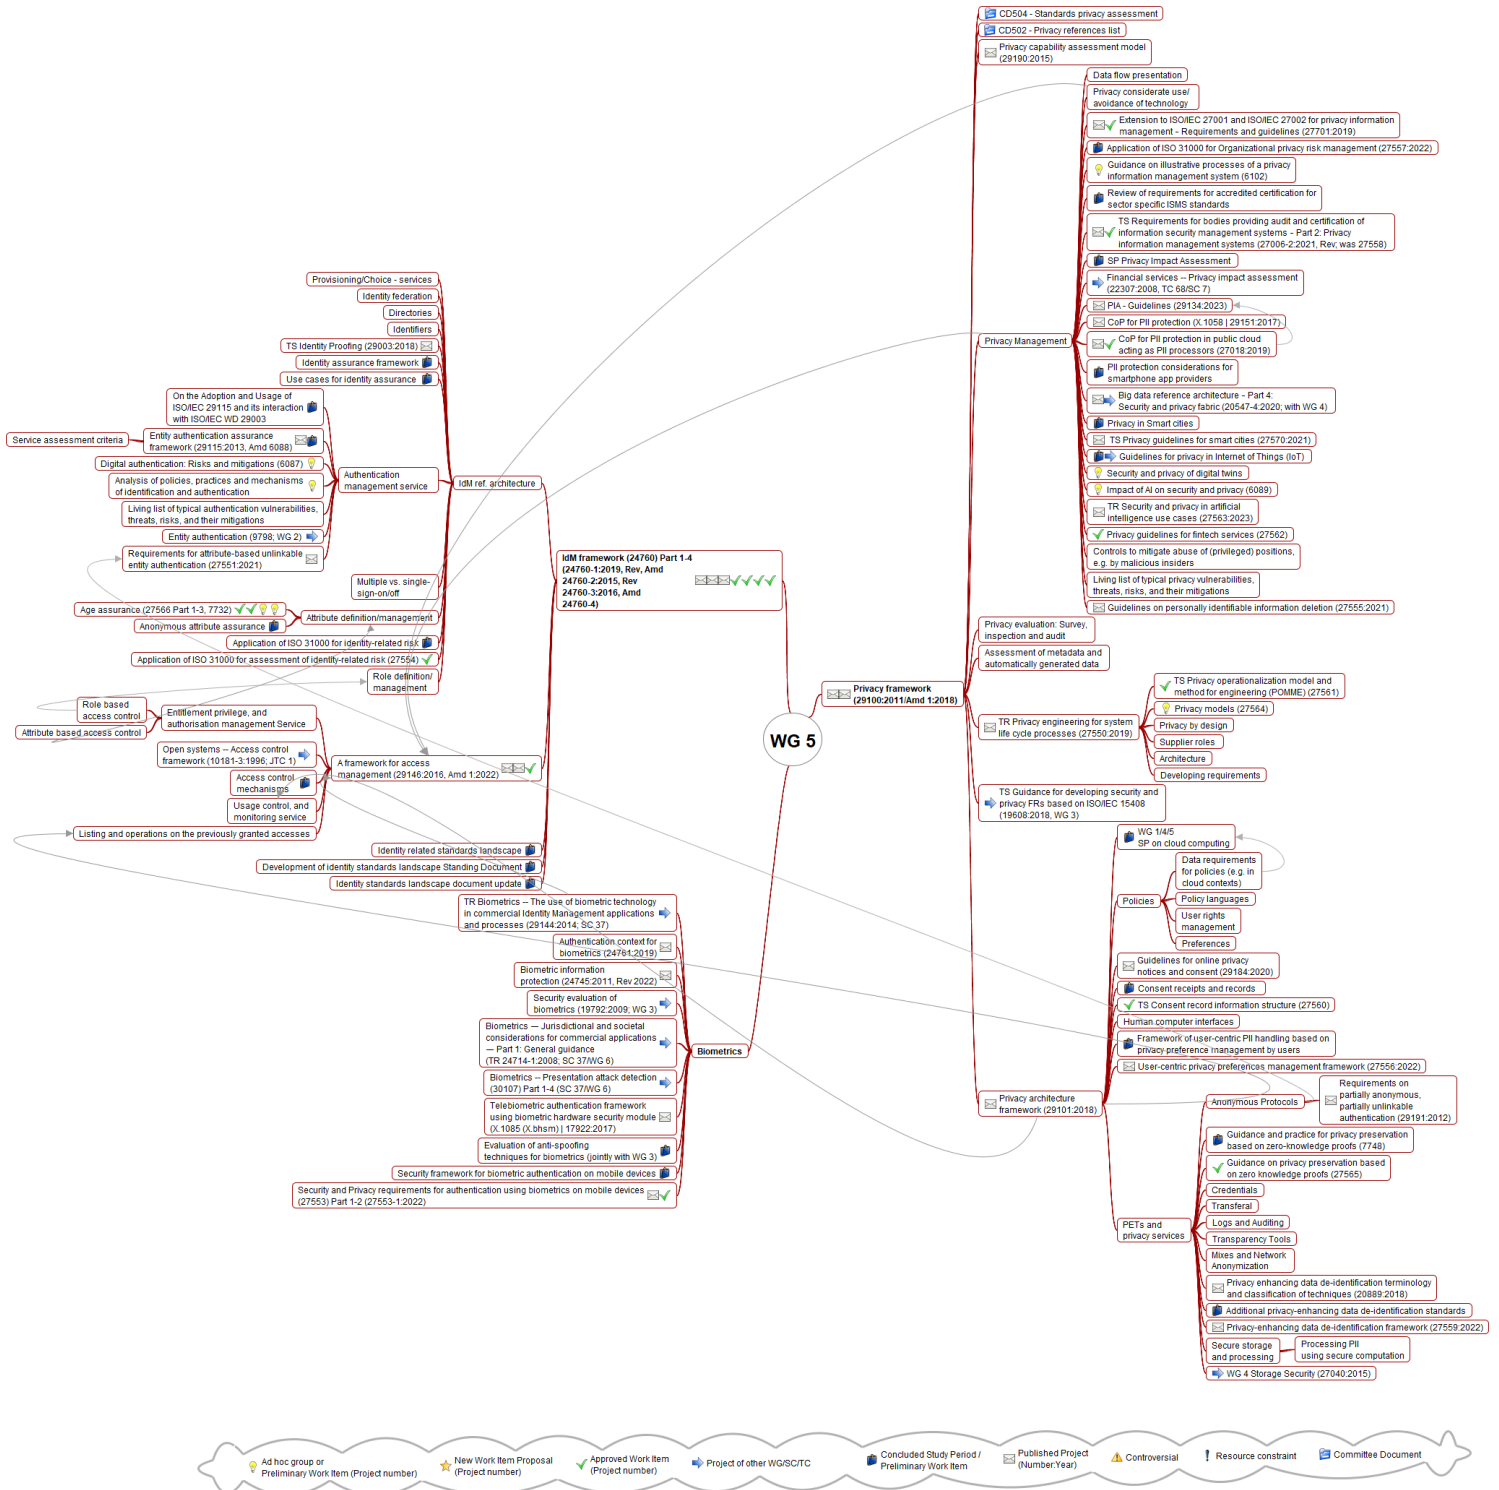 WG 5
IdM framework (24760) Part 1-4
(24760-1:2019, Rev, Amd
24760-2:2015, Rev
24760-3:2016, Amd
24760-4)
IdM ref. architecture
Provisioning/Choice - services
Identity federation
Directories
Identifiers
TS Identity Proofing (29003:2018)
Identity assurance framework
Use cases for identity assurance
Authentication
management service
On the Adoption and Usage of
ISO/IEC 29115 and its interaction
with ISO/IEC WD 29003
Entity authentication assurance
framework (29115:2013, Amd 6088)
Service assessment criteria
Digital authentication: Risks and mitigations (6087)
Analysis of policies, practices and mechanisms
of identification and authentication
Living list of typical authentication vulnerabilities,
threats, risks, and their mitigations
Entity authentication (9798; WG 2)
Requirements for attribute-based unlinkable
entity authentication (27551:2021)
Multiple vs. single-
sign-on/off
Attribute definition/management
Age assurance (27566 Part 1-3, 7732)
Anonymous attribute assurance
Application of ISO 31000 for identity-related risk
Application of ISO 31000 for assessment of identity-related risk (27554)
Role definition/
management
A framework for access
management (29146:2016, Amd 1:2022)
Entitlement privilege, and
authorisation management Service
Role based
access control
Attribute based access control
Open systems -- Access control
framework (10181-3:1996; JTC 1)
Access control
mechanisms
Usage control, and
monitoring service
Listing and operations on the previously granted accesses
Identity related standards landscape
Development of identity standards landscape Standing Document
Identity standards landscape document update
Biometrics
TR Biometrics -- The use of biometric technology
in commercial Identity Management applications
and processes (29144:2014; SC 37)
Authentication context for
biometrics (24761:2019)
Biometric information
protection (24745:2011, Rev 2022)
Security evaluation of
biometrics (19792:2009; WG 3)
Biometrics — Jurisdictional and societal
considerations for commercial applications
— Part 1: General guidance
(TR 24714-1:2008; SC 37/WG 6)
Biometrics -- Presentation attack detection
(30107) Part 1-4 (SC 37/WG 6)
Telebiometric authentication framework
using biometric hardware security module
(X.1085 (X.bhsm) | 17922:2017)
Evaluation of anti-spoofing
techniques for biometrics (jointly with WG 3)
Security framework for biometric authentication on mobile devices
Security and Privacy requirements for authentication using biometrics on mobile devices
(27553) Part 1-2 (27553-1:2022)
Privacy framework
(29100:2011/Amd 1:2018)
CD504 - Standards privacy assessment
CD502 - Privacy references list
Privacy capability assessment model
(29190:2015)
Privacy Management
Data flow presentation
Privacy considerate use/
avoidance of technology
Extension to ISO/IEC 27001 and ISO/IEC 27002 for privacy information
management - Requirements and guidelines (27701:2019)
Application of ISO 31000 for Organizational privacy risk management (27557:2022)
Guidance on illustrative processes of a privacy
information management system (6102)
Review of requirements for accredited certification for
sector specific ISMS standards
TS Requirements for bodies providing audit and certification of
information security management systems - Part 2: Privacy
information management systems (27006-2:2021, Rev; was 27558)
SP Privacy Impact Assessment
Financial services -- Privacy impact assessment
(22307:2008, TC 68/SC 7)
PIA - Guidelines (29134:2023)
CoP for PII protection (X.1058 | 29151:2017)
CoP for PII protection in public cloud
acting as PII processors (27018:2019)
PII protection considerations for
smartphone app providers
Big data reference architecture - Part 4:
Security and privacy fabric (20547-4:2020; with WG 4)
Privacy in Smart cities
TS Privacy guidelines for smart cities (27570:2021)
Guidelines for privacy in Internet of Things (IoT)
Security and privacy of digital twins
Impact of AI on security and privacy (6089)
TR Security and privacy in artificial
intelligence use cases (27563:2023)
Privacy guidelines for fintech services (27562)
Controls to mitigate abuse of (privileged) positions,
e.g. by malicious insiders
Living list of typical privacy vulnerabilities,
threats, risks, and their mitigations
Guidelines on personally identifiable information deletion (27555:2021)
Privacy evaluation: Survey,
inspection and audit
Assessment of metadata and
automatically generated data
TR Privacy engineering for system
life cycle processes (27550:2019)
TS Privacy operationalization model and
method for engineering (POMME) (27561)
Privacy models (27564)
Privacy by design
Supplier roles
Architecture
Developing requirements
TS Guidance for developing security and
privacy FRs based on ISO/IEC 15408
(19608:2018, WG 3)
Privacy architecture
framework (29101:2018)
WG 1/4/5
SP on cloud computing
Policies
Data requirements
for policies (e.g. in
cloud contexts)
Policy languages
User rights
management
Preferences
Guidelines for online privacy
notices and consent (29184:2020)
Consent receipts and records
TS Consent record information structure (27560)
Human computer interfaces
Framework of user-centric PII handling based on
privacy preference management by users
User-centric privacy preferences management framework (27556:2022)
PETs and
privacy services
Anonymous Protocols
Requirements on
partially anonymous,
partially unlinkable
authentication (29191:2012)
Guidance and practice for privacy preservation
based on zero-knowledge proofs (7748)
Guidance on privacy preservation based
on zero knowledge proofs (27565)
Credentials
Transferal
Logs and Auditing
Transparency Tools
Mixes and Network
Anonymization
Privacy enhancing data de-identification terminology
and classification of techniques (20889:2018)
Additional privacy-enhancing data de-identification standards
Privacy-enhancing data de-identification framework (27559:2022)
Secure storage
and processing
Processing PII
using secure computation
WG 4 Storage Security (27040:2015)
Ad hoc group or
Preliminary Work Item (Project number)
New Work Item Proposal
(Project number)
Approved Work Item
(Project number)
Project of other WG/SC/TC
Concluded Study Period /
Preliminary Work Item
Published Project
(Number:Year)
Controversial
Resource constraint
Committee Document